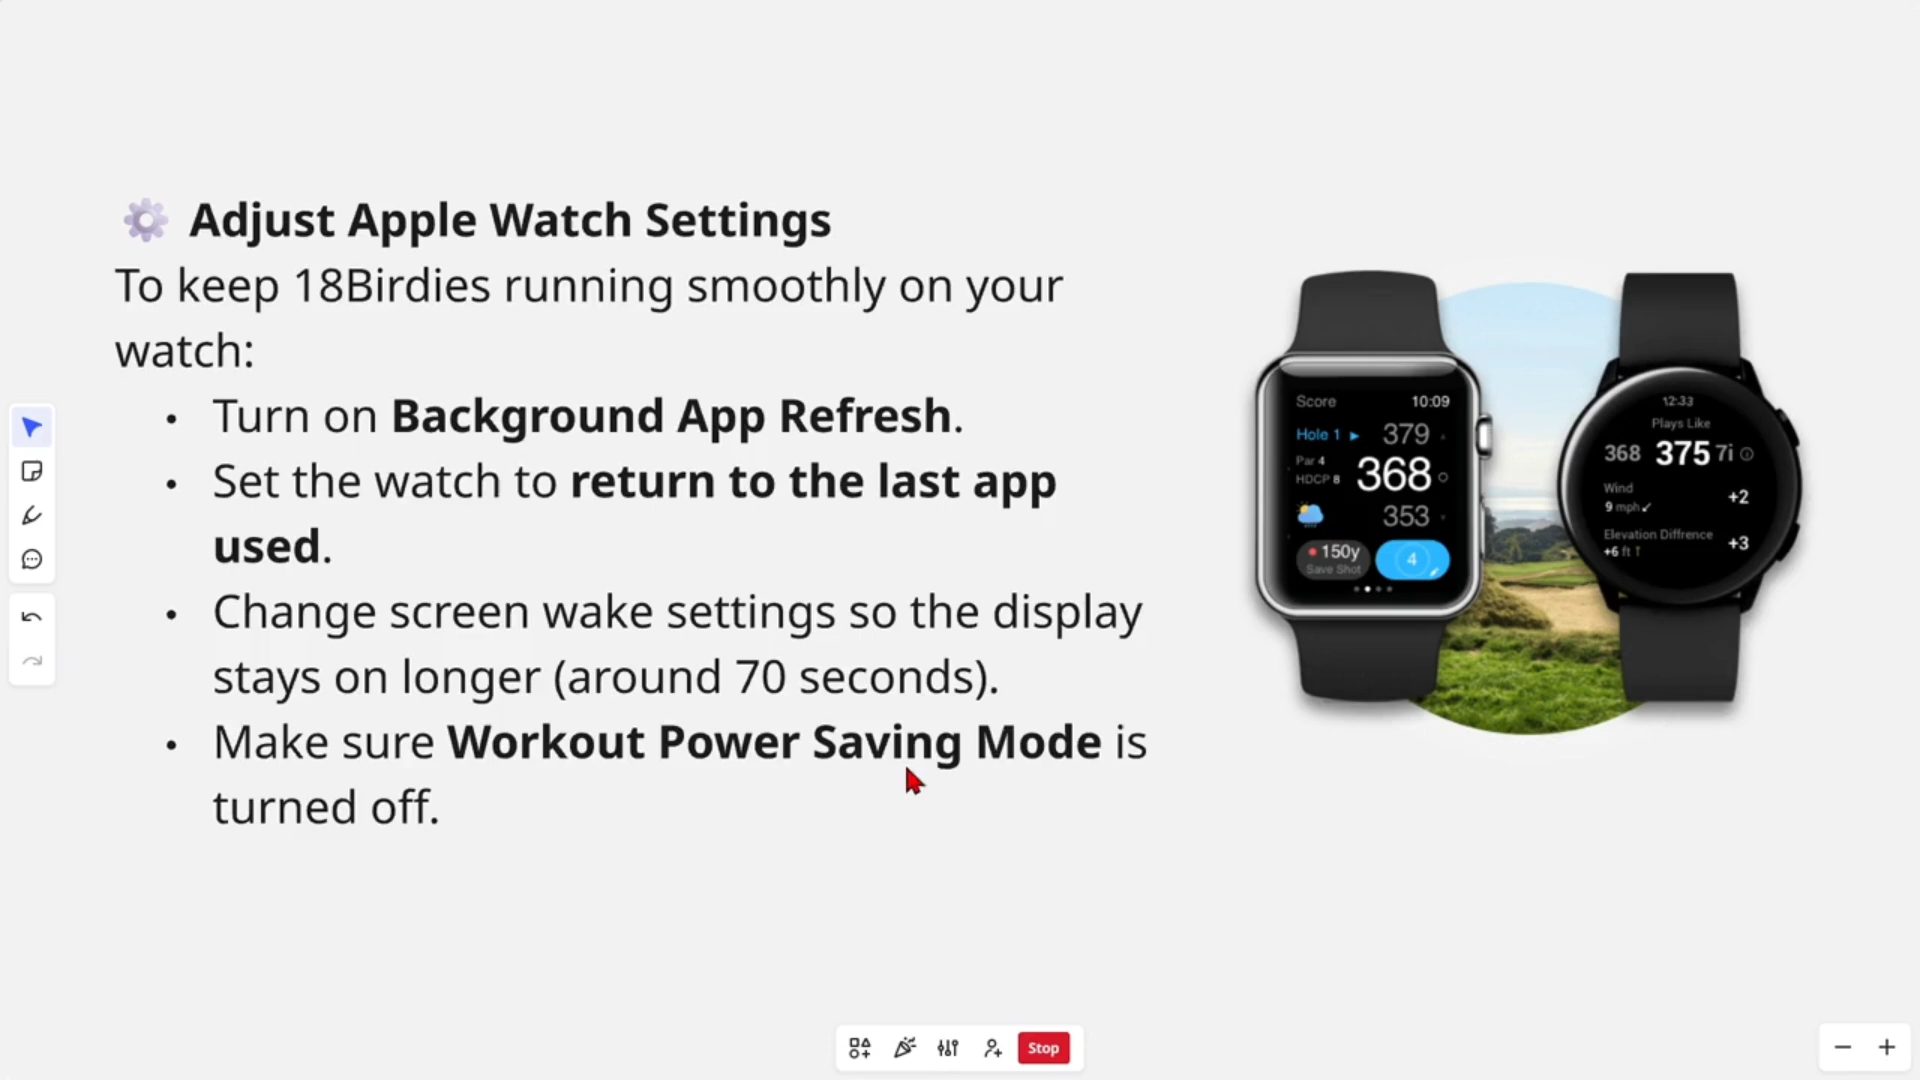 ⚙️ Adjust Apple Watch Settings
To keep 18Birdies running smoothly on your
watch:
• Turn on Background App Refresh.
• Set the watch to return to the last app
used.
• Change screen wake settings so the display
stays on longer (around 70 seconds).
• Make sure Workout Power Saving Mode is
turned off.
Score 10:09
Hole 1 ▶ 379
Par 4
HDCP 8 368
353
150y
Save Shot
4
12:33
Plays Like
368 375 7i
Wind
9 mph↙ +2
Elevation Diffrence
+6 ft ↑ +3
Stop